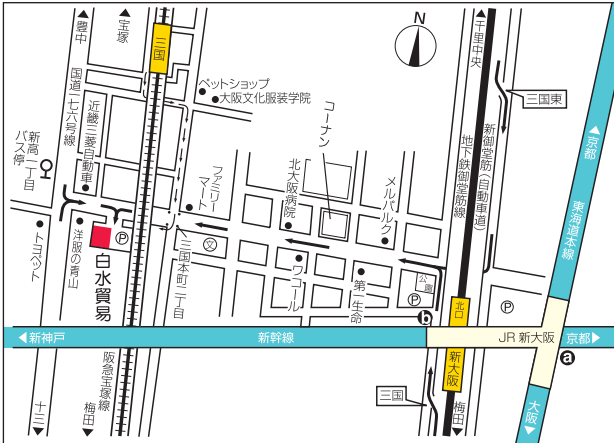 ▲豊中
▲宝塚
N
▲千里中央
三国
三国東
▲京都
東海道本線
国道一七六号線
近畿三菱自動車
新高一丁目
バス停
ペットショップ
大阪文化服装学院
コーナン
新御堂筋(自動車道)
地下鉄御堂筋線
ファミリーマート
北大阪病院
メルパルク
トヨペット
洋服の青山
P
白水貿易
三国本町二丁目
文
ワコール
第一生命
公園
P
P
b
北口
新大阪
JR 新大阪
◀新神戸
新幹線
京都▶
a
阪急宝塚線
三国
十三▼
梅田▼
梅田▼
大阪▼